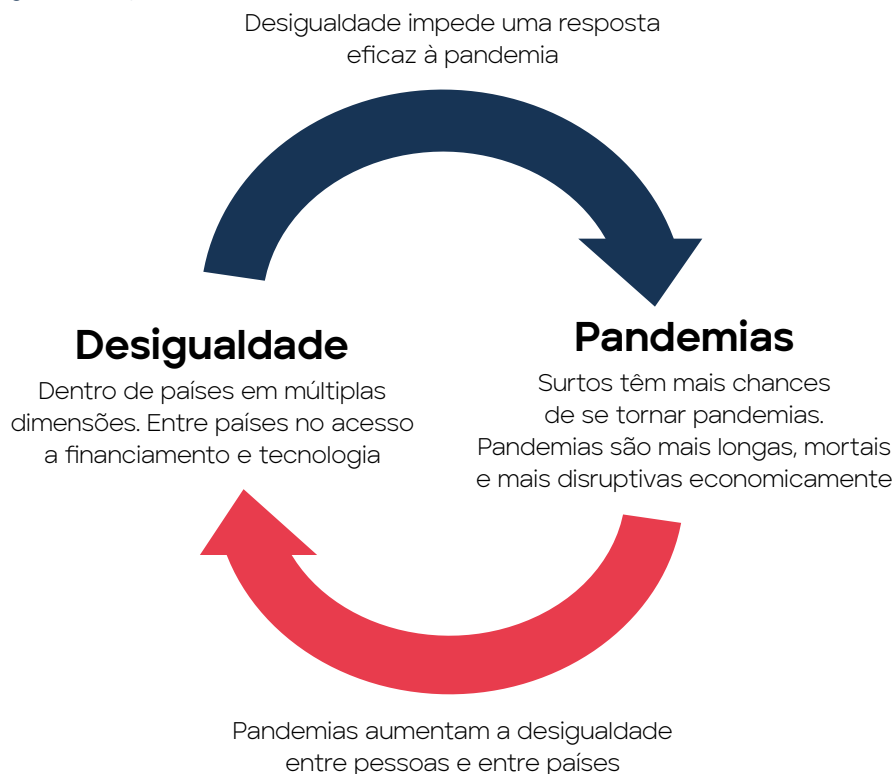 Desigualdade impede uma resposta
eficaz à pandemia
Desigualdade
Dentro de países em múltiplas
dimensões. Entre países no acesso
a financiamento e tecnologia
Pandemias
Surtos têm mais chances
de se tornar pandemias.
Pandemias são mais longas, mortais
e mais disruptivas economicamente
Pandemias aumentam a desigualdade
entre pessoas e entre países